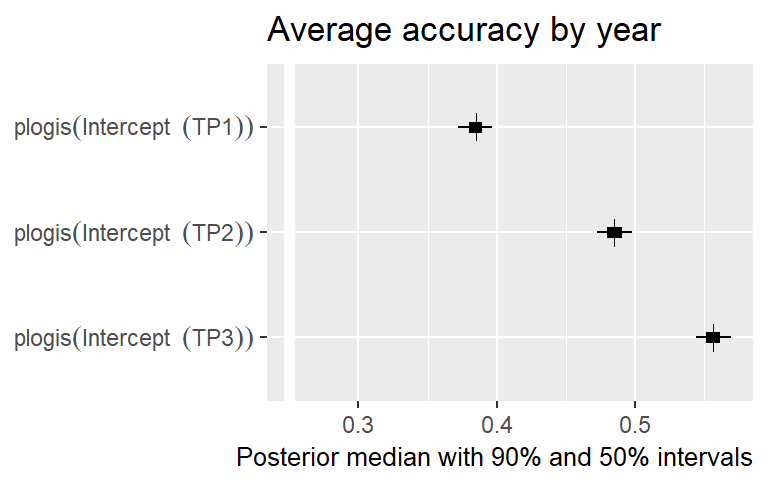 Average accuracy by year
plogis(Intercept (TP1))
plogis(Intercept (TP2))
plogis(Intercept (TP3))
0.3 0.4 0.5
Posterior median with 90% and 50% intervals